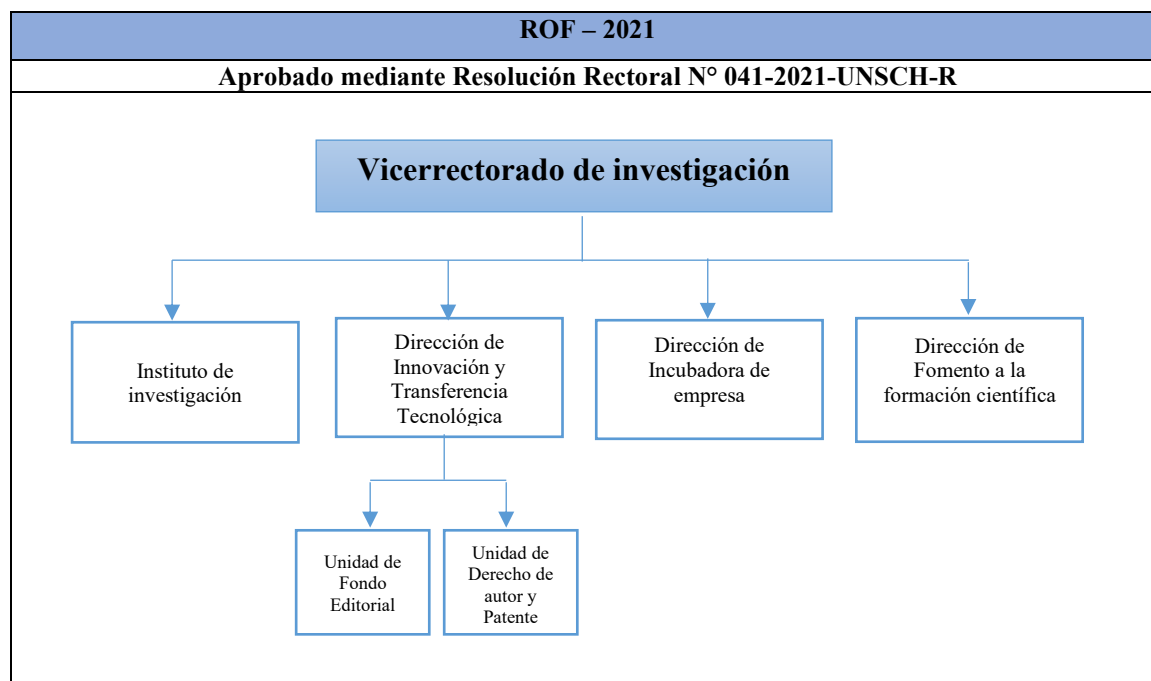 ROF – 2021
Aprobado mediante Resolución Rectoral N° 041-2021-UNSCH-R
Vicerrectorado de investigación
Instituto de
investigación
Dirección de
Innovación y
Transferencia
Tecnológica
Dirección de
Incubadora de
empresa
Dirección de
Fomento a la
formación científica
Unidad de
Fondo
Editorial
Unidad de
Derecho de
autor y
Patente